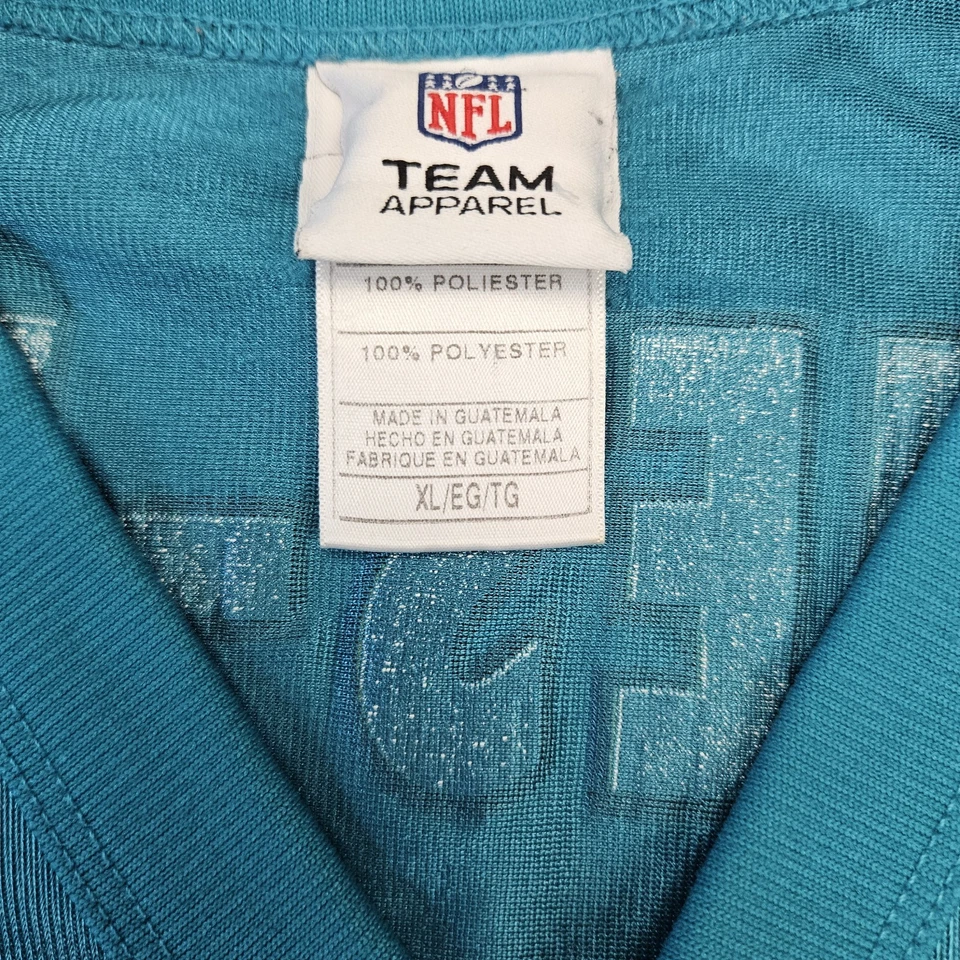 NFL
TEAM
APPAREL
100% POLIESTER
100% POLYESTER
MADE IN GUATEMALA
HECHO EN GUATEMALA
FABRIQUE EN GUATEMALA
XL/EG/TG